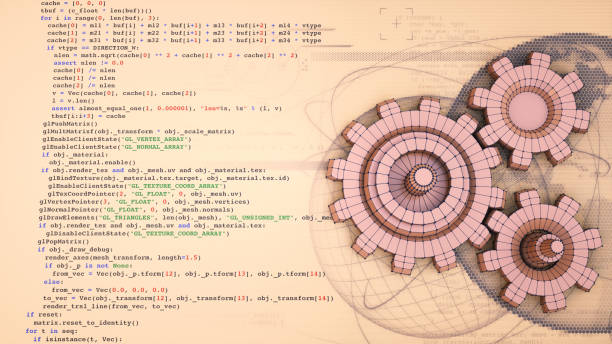 cache = [0, 0, 0]
tbuf = (c_float * len(buf))()
for i in range(0, len(buf), 3):
cache[0] = m11 * buf[i] + m12 * buf[i+1] + m13 * buf[i+2] + m14 * vtype
cache[1] = m21 * buf[i] + m22 * buf[i+1] + m23 * buf[i+2] + m24 * vtype
cache[2] = m31 * buf[i] + m32 * buf[i+1] + m33 * buf[i+2] + m34 * vtype
if vtype == DIRECTION_N:
nlen = math.sqrt(cache[0] ** 2 + cache[1] ** 2 + cache[2] ** 2)
assert nlen != 0.0
cache[0] /= nlen
cache[1] /= nlen
cache[2] /= nlen
v = Vec(cache[0], cache[1], cache[2])
l = v.len()
assert almost_equal_one(1, 0.000001), "len=%s, %s" % (l, v)
tbsf[i:i+3] = cache
glPushMatrix()
glMultMatrixf(obj._transform * obj._scale_matrix)
glEnableClientState("GL_VERTEX_ARRAY")
glEnableClientState("GL_NORMAL_ARRAY")
if obj._material:
_material.enable()
if obj.render_tex and obj._mesh.uv and obj._material.tex:
glBindTexture(obj._material.tex.target, obj._material.tex.id)
glEnableClientState("GL_TEXTURE_COORD_ARRAY")
glTexCoordPointer(2, "GL_FLOAT", 0, obj._mesh.uv)
glVertexPointer(3, "GL_FLOAT", 0, obj._mesh.vertices)
glNormalPointer("GL_FLOAT", 0, obj._mesh.normals)
glDrawElements("GL_TRIANGLES", len(obj._mesh), "GL_UNSIGNED_INT", obj._me
if obj.render_tex and obj._mesh.uv and obj._material.tex:
glDisableClientState("GL_TEXTURE_COORD_ARRAY")
glPopMatrix()
if obj._draw_debug:
render_axes(mesh_transform, length=1.5)
if obj._p is not None:
from_vec = Vec(obj._p.tform[12], obj._p.tform[13], obj._p.tform[14])
else:
from_vec = Vec(0.0, 0.0, 0.0)
to_vec = Vec(obj._transform[12], obj._transform[13], obj._transform[14])
render_trsl_line(from_vec, to_vec)
if reset:
matrix.reset_to_identity()
for t in seq:
if isinstance(t, Vec):